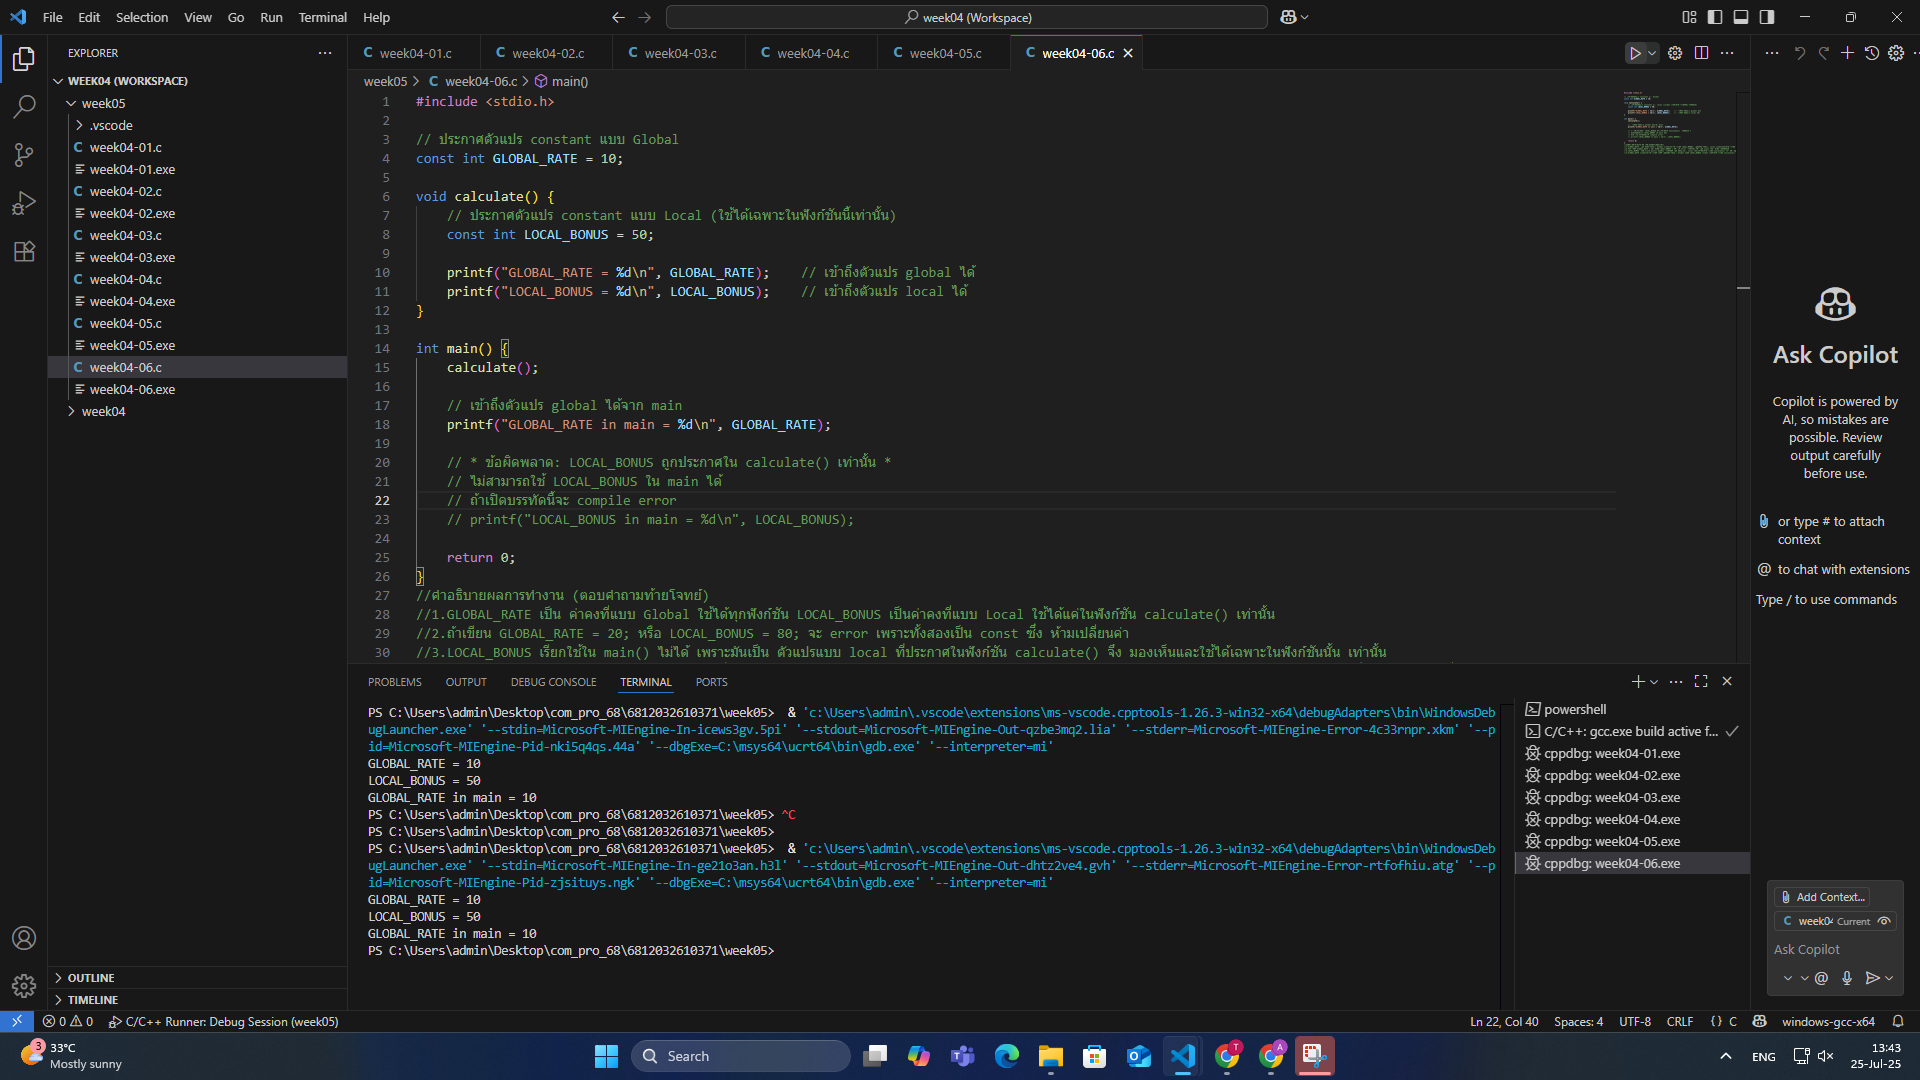 File Edit Selection View Go Run Terminal Help
week04 (Workspace)
EXPLORER
WEEK04 (WORKSPACE)
week05
.vscode
week04-01.c
week04-01.exe
week04-02.c
week04-02.exe
week04-03.c
week04-03.exe
week04-04.c
week04-04.exe
week04-05.c
week04-05.exe
week04-06.c
week04-06.exe
week04
OUTLINE
TIMELINE
week04-01.c week04-02.c week04-03.c week04-04.c week04-05.c week04-06.c
week05 > C week04-06.c > main()
1 #include <stdio.h>
2
3 // ประกาศตัวแปร constant แบบ Global
4 const int GLOBAL_RATE = 10;
5
6 void calculate() {
7 // ประกาศตัวแปร constant แบบ Local (ใช้ได้เฉพาะในฟังก์ชันนี้เท่านั้น)
8 const int LOCAL_BONUS = 50;
9
10 printf("GLOBAL_RATE = %d\n", GLOBAL_RATE); // เข้าถึงตัวแปร global ได้
11 printf("LOCAL_BONUS = %d\n", LOCAL_BONUS); // เข้าถึงตัวแปร local ได้
12 }
13
14 int main() {
15 calculate();
16
17 // เข้าถึงตัวแปร global ได้จาก main
18 printf("GLOBAL_RATE in main = %d\n", GLOBAL_RATE);
19
20 // * ข้อผิดพลาด: LOCAL_BONUS ถูกประกาศใน calculate() เท่านั้น *
21 // ไม่สามารถใช้ LOCAL_BONUS ใน main ได้
22 // ถ้าเปิดบรรทัดนี้จะ compile error
23 // printf("LOCAL_BONUS in main = %d\n", LOCAL_BONUS);
24
25 return 0;
26 }
27 //คำอธิบายผลการทำงาน (ตอบคำถามท้ายโจทย์)
28 //1.GLOBAL_RATE เป็น ค่าคงที่แบบ Global ใช้ได้ทุกฟังก์ชัน LOCAL_BONUS เป็นค่าคงที่แบบ Local ใช้ได้แค่ในฟังก์ชัน calculate() เท่านั้น
29 //2.ถ้าเขียน GLOBAL_RATE = 20; หรือ LOCAL_BONUS = 80; จะ error เพราะทั้งสองเป็น const ซึ่ง ห้ามเปลี่ยนค่า
30 //3.LOCAL_BONUS เรียกใช้ใน main() ไม่ได้ เพราะมันเป็น ตัวแปรแบบ local ที่ประกาศในฟังก์ชัน calculate() จึง มองเห็นและใช้ได้เฉพาะในฟังก์ชันนั้น เท่านั้น
PROBLEMS OUTPUT DEBUG CONSOLE TERMINAL PORTS
PS C:\Users\admin\Desktop\com_pro_68\6812032610371\week05> & 'c:\Users\admin\.vscode\extensions\ms-vscode.cpptools-1.26.3-win32-x64\debugAdapters\bin\WindowsDeb
ugLauncher.exe' '--stdin=Microsoft-MIEngine-In-icews3gv.5pi' '--stdout=Microsoft-MIEngine-Out-qzbe3mq2.lia' '--stderr=Microsoft-MIEngine-Error-4c33rnpr.xkm' '--p
id=Microsoft-MIEngine-Pid-nki5q4qs.44a' '--dbgExe=C:\msys64\ucrt64\bin\gdb.exe' '--interpreter=mi'
GLOBAL_RATE = 10
LOCAL_BONUS = 50
GLOBAL_RATE in main = 10
PS C:\Users\admin\Desktop\com_pro_68\6812032610371\week05> ^C
PS C:\Users\admin\Desktop\com_pro_68\6812032610371\week05>
PS C:\Users\admin\Desktop\com_pro_68\6812032610371\week05> & 'c:\Users\admin\.vscode\extensions\ms-vscode.cpptools-1.26.3-win32-x64\debugAdapters\bin\WindowsDeb
ugLauncher.exe' '--stdin=Microsoft-MIEngine-In-ge21o3an.h3l' '--stdout=Microsoft-MIEngine-Out-dhtz2ve4.gvh' '--stderr=Microsoft-MIEngine-Error-rtfofhiu.atg' '--p
id=Microsoft-MIEngine-Pid-zjsituys.ngk' '--dbgExe=C:\msys64\ucrt64\bin\gdb.exe' '--interpreter=mi'
GLOBAL_RATE = 10
LOCAL_BONUS = 50
GLOBAL_RATE in main = 10
PS C:\Users\admin\Desktop\com_pro_68\6812032610371\week05>
powershell
C/C++: gcc.exe build active f...
cppdbg: week04-01.exe
cppdbg: week04-02.exe
cppdbg: week04-03.exe
cppdbg: week04-04.exe
cppdbg: week04-05.exe
cppdbg: week04-06.exe
Ask Copilot
Copilot is powered by
AI, so mistakes are
possible. Review
output carefully
before use.
or type # to attach
context
@ to chat with extensions
Type / to use commands
Add Context...
C week04 Current
Ask Copilot
0 0 C/C++ Runner: Debug Session (week05)
Ln 22, Col 40 Spaces: 4 UTF-8 CRLF {} C windows-gcc-x64
3 33°C
Mostly sunny
Search
T A
ENG
13:43
25-Jul-25